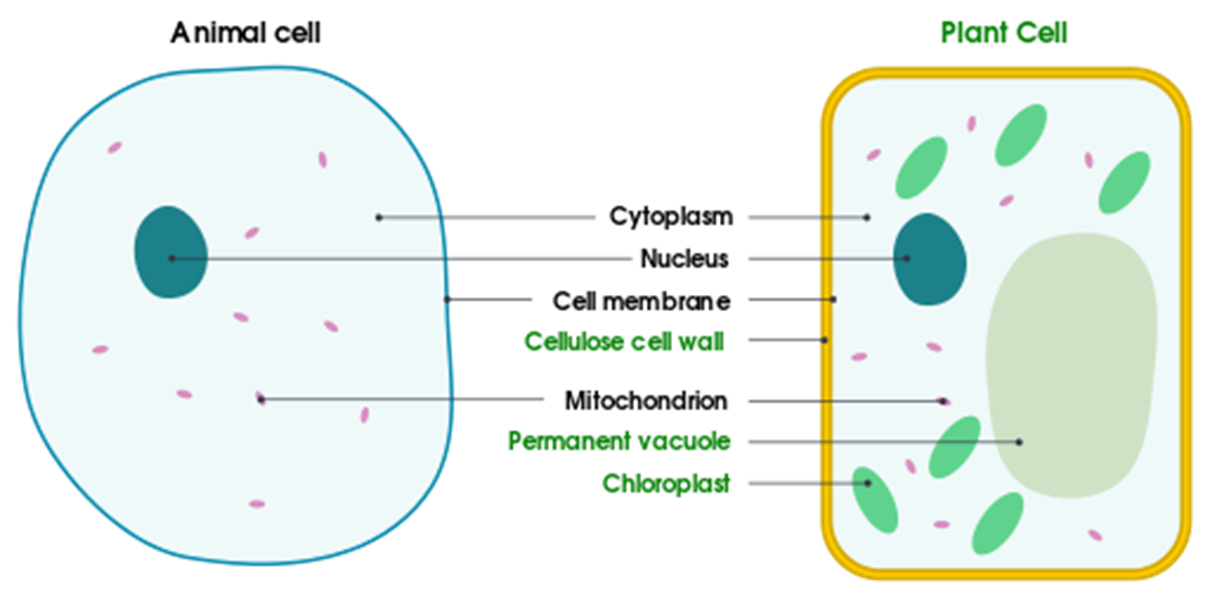 Animal cell
Plant Cell
Cytoplasm
Nucleus
Cell membrane
Cellulose cell wall
Mitochondrion
Permanent vacuole
Chloroplast